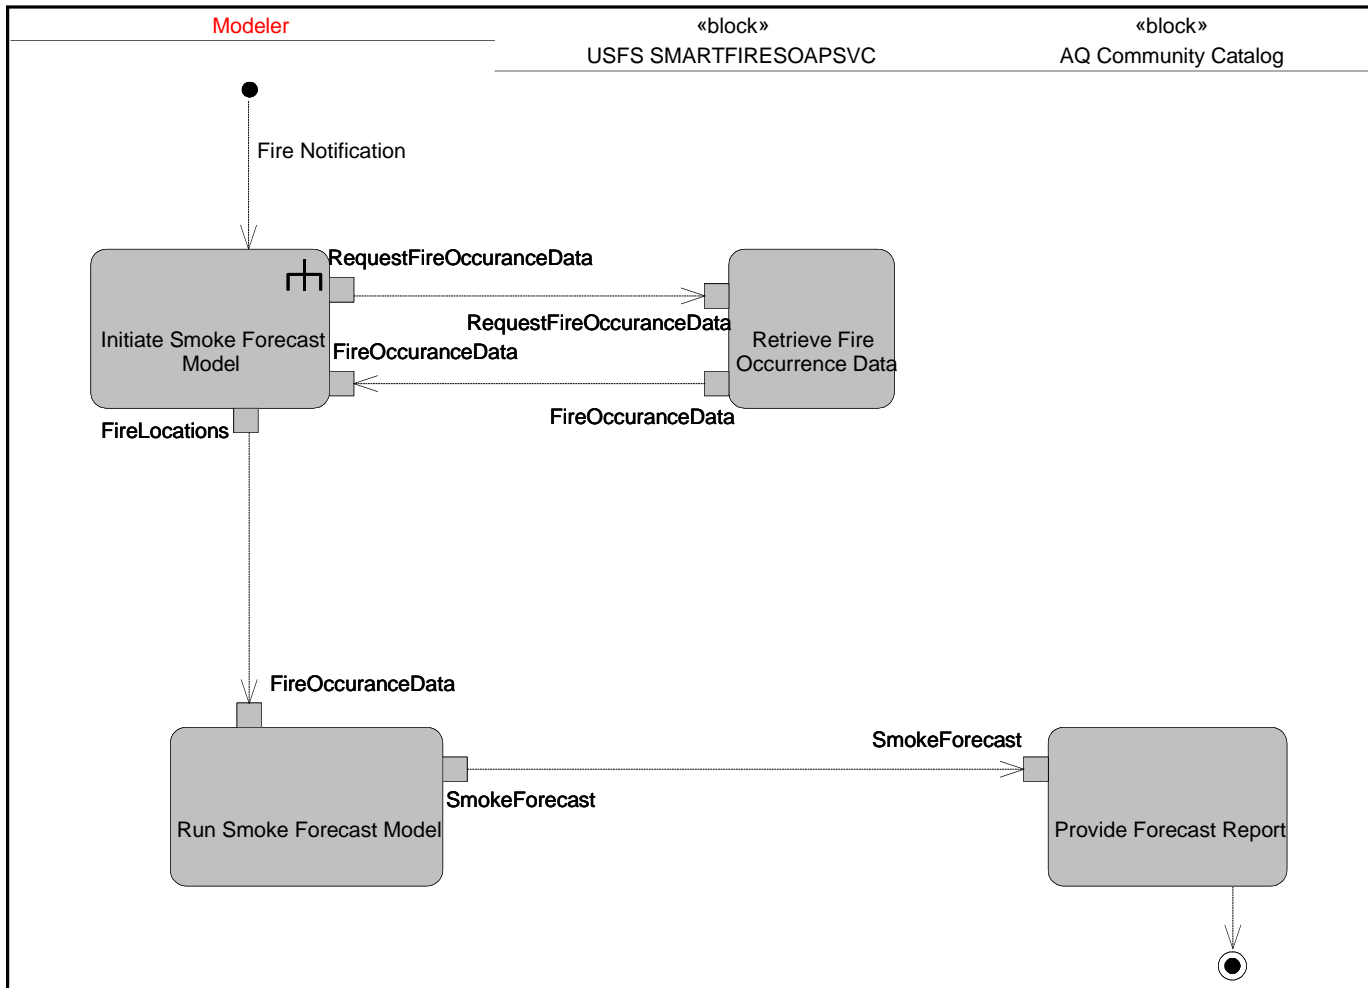 Modeler
«block»
USFS SMARTFIRESOAPSVC
«block»
AQ Community Catalog
Fire Notification
RequestFireOccuranceData
RequestFireOccuranceData
Initiate Smoke Forecast
Model
FireOccuranceData
Retrieve Fire
Occurrence Data
FireOccuranceData
FireLocations
FireOccuranceData
SmokeForecast
SmokeForecast
Run Smoke Forecast Model
Provide Forecast Report